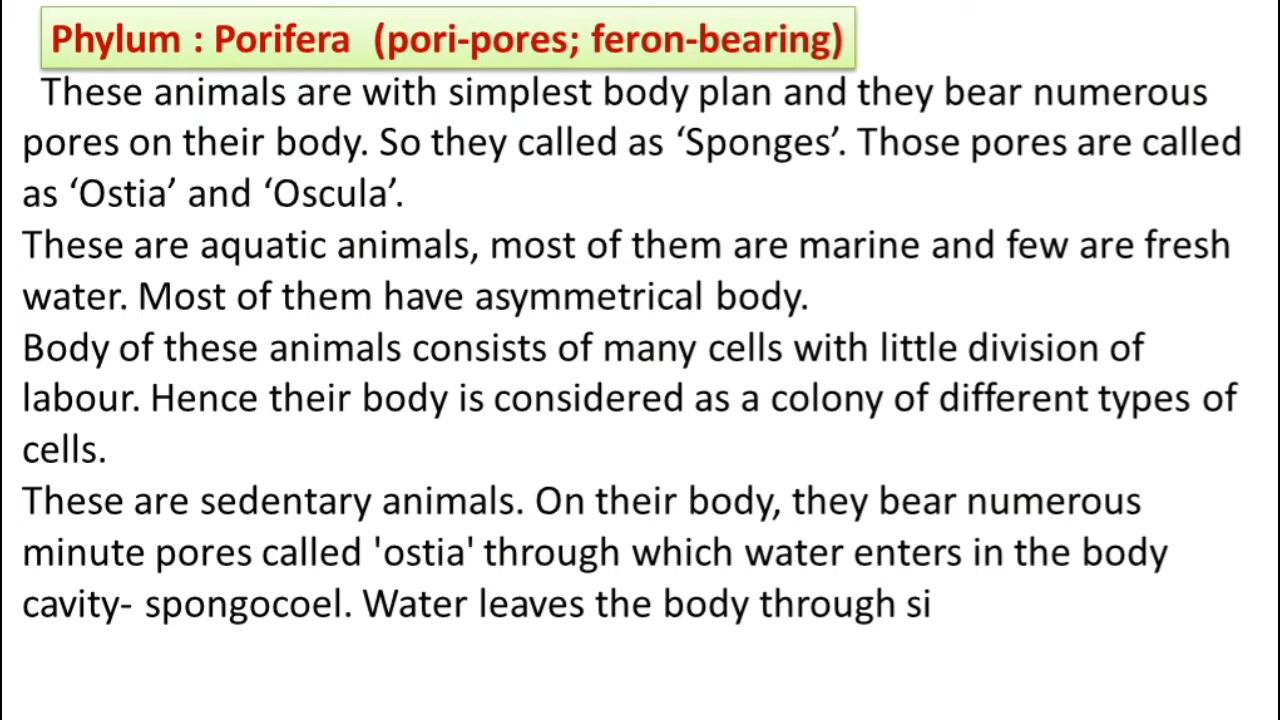 Phylum : Porifera (pori-pores; feron-bearing)
These animals are with simplest body plan and they bear numerous
pores on their body. So they called as ‘Sponges’. Those pores are called
as ‘Ostia’ and ‘Oscula’.
These are aquatic animals, most of them are marine and few are fresh
water. Most of them have asymmetrical body.
Body of these animals consists of many cells with little division of
labour. Hence their body is considered as a colony of different types of
cells.
These are sedentary animals. On their body, they bear numerous
minute pores called 'ostia' through which water enters in the body
cavity- spongocoel. Water leaves the body through si